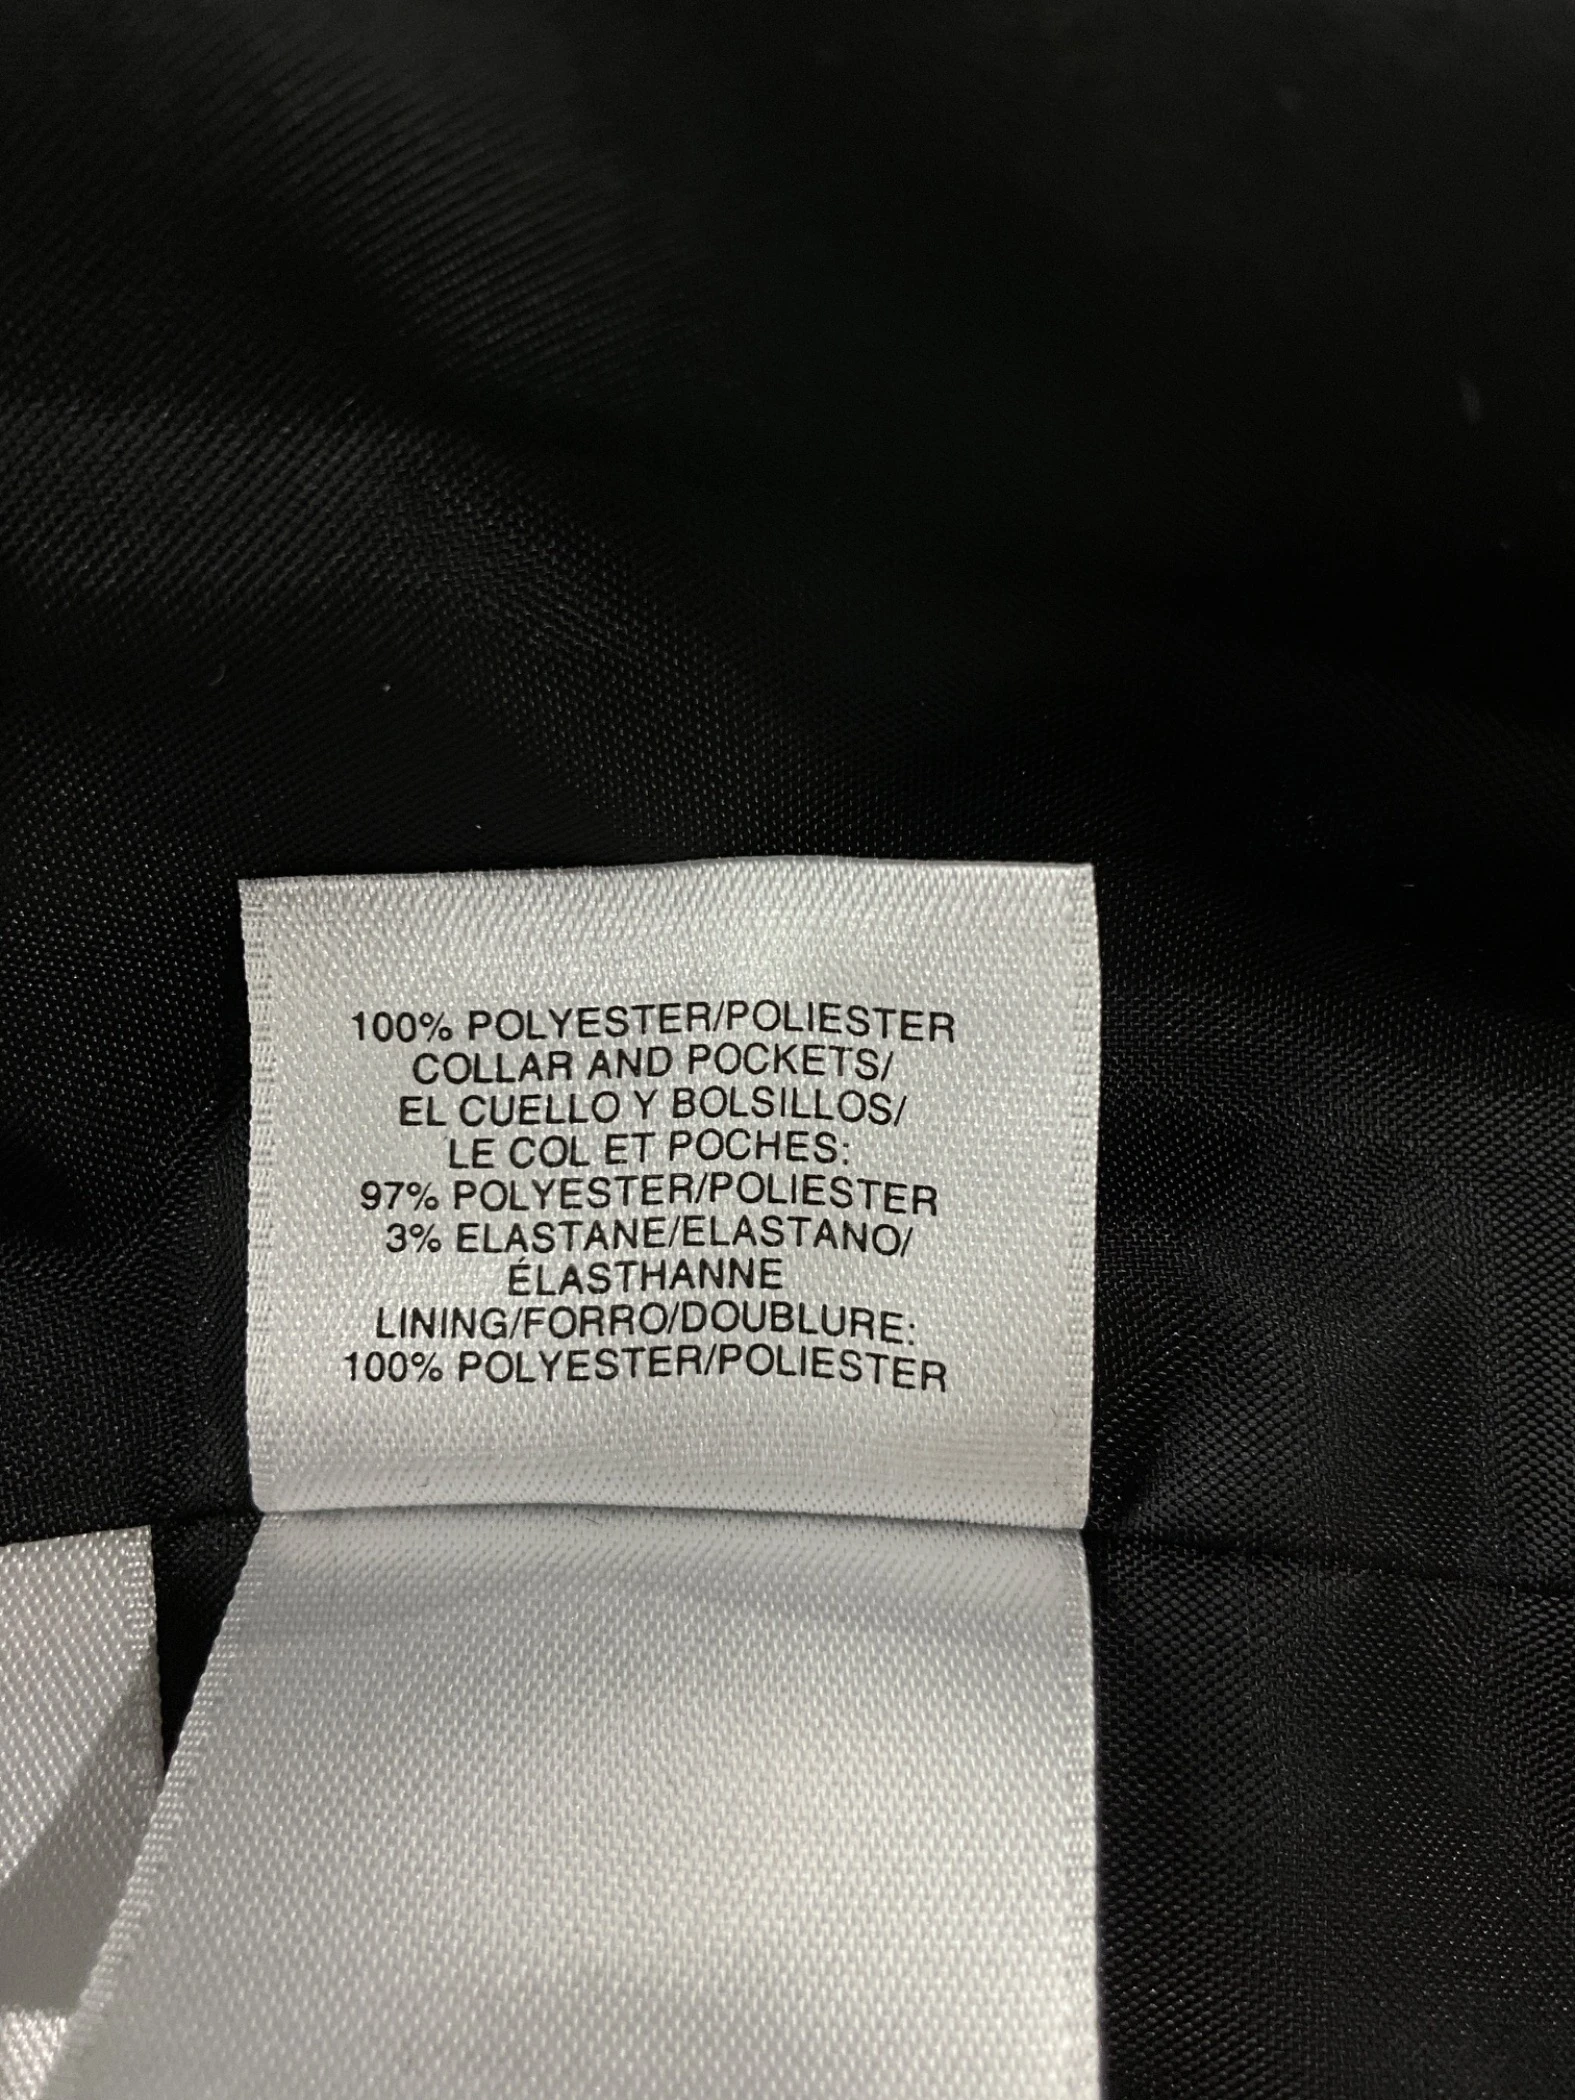 100% POLYESTER/POLIESTER
COLLAR AND POCKETS/
EL CUELLO Y BOLSILLOS/
LE COL ET POCHES:
97% POLYESTER/POLIESTER
3% ELASTANE/ELASTANO/
ÉLASTHANNE
LINING/FORRO/DOUBLURE:
100% POLYESTER/POLIESTER